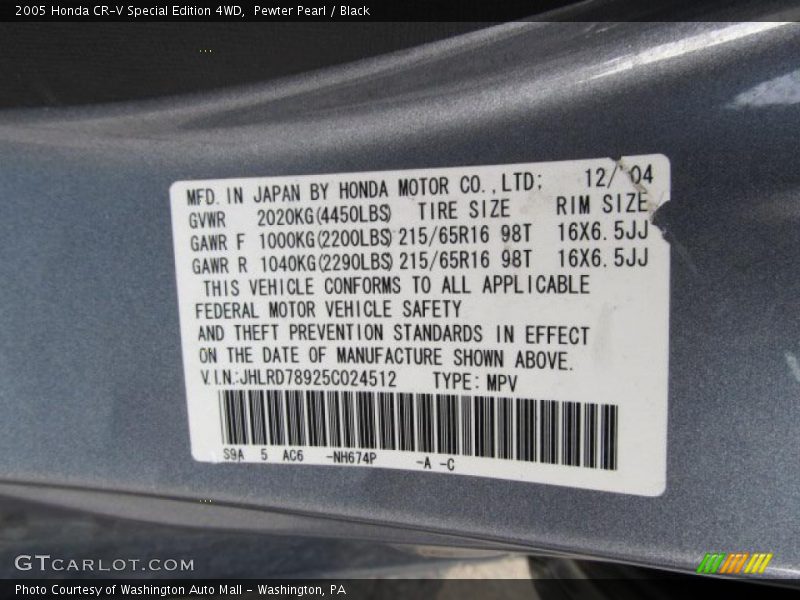 2005 Honda CR-V Special Edition 4WD,  Pewter Pearl / Black
MFD. IN JAPAN BY HONDA MOTOR CO.,LTD; 12/'04
GVWR 2020KG(4450LBS) TIRE SIZE RIM SIZE
GAWR F 1000KG(2200LBS) 215/65R16 98T 16X6.5JJ
GAWR R 1040KG(2290LBS) 215/65R16 98T 16X6.5JJ
THIS VEHICLE CONFORMS TO ALL APPLICABLE
FEDERAL MOTOR VEHICLE SAFETY
AND THEFT PREVENTION STANDARDS IN EFFECT
ON THE DATE OF MANUFACTURE SHOWN ABOVE.
V.I.N.:JHLRD78925C024512 TYPE: MPV
S9A 5 AC6 -NH674P -A -C
GTCARLOT.COM
Photo Courtesy of Washington Auto Mall - Washington, PA